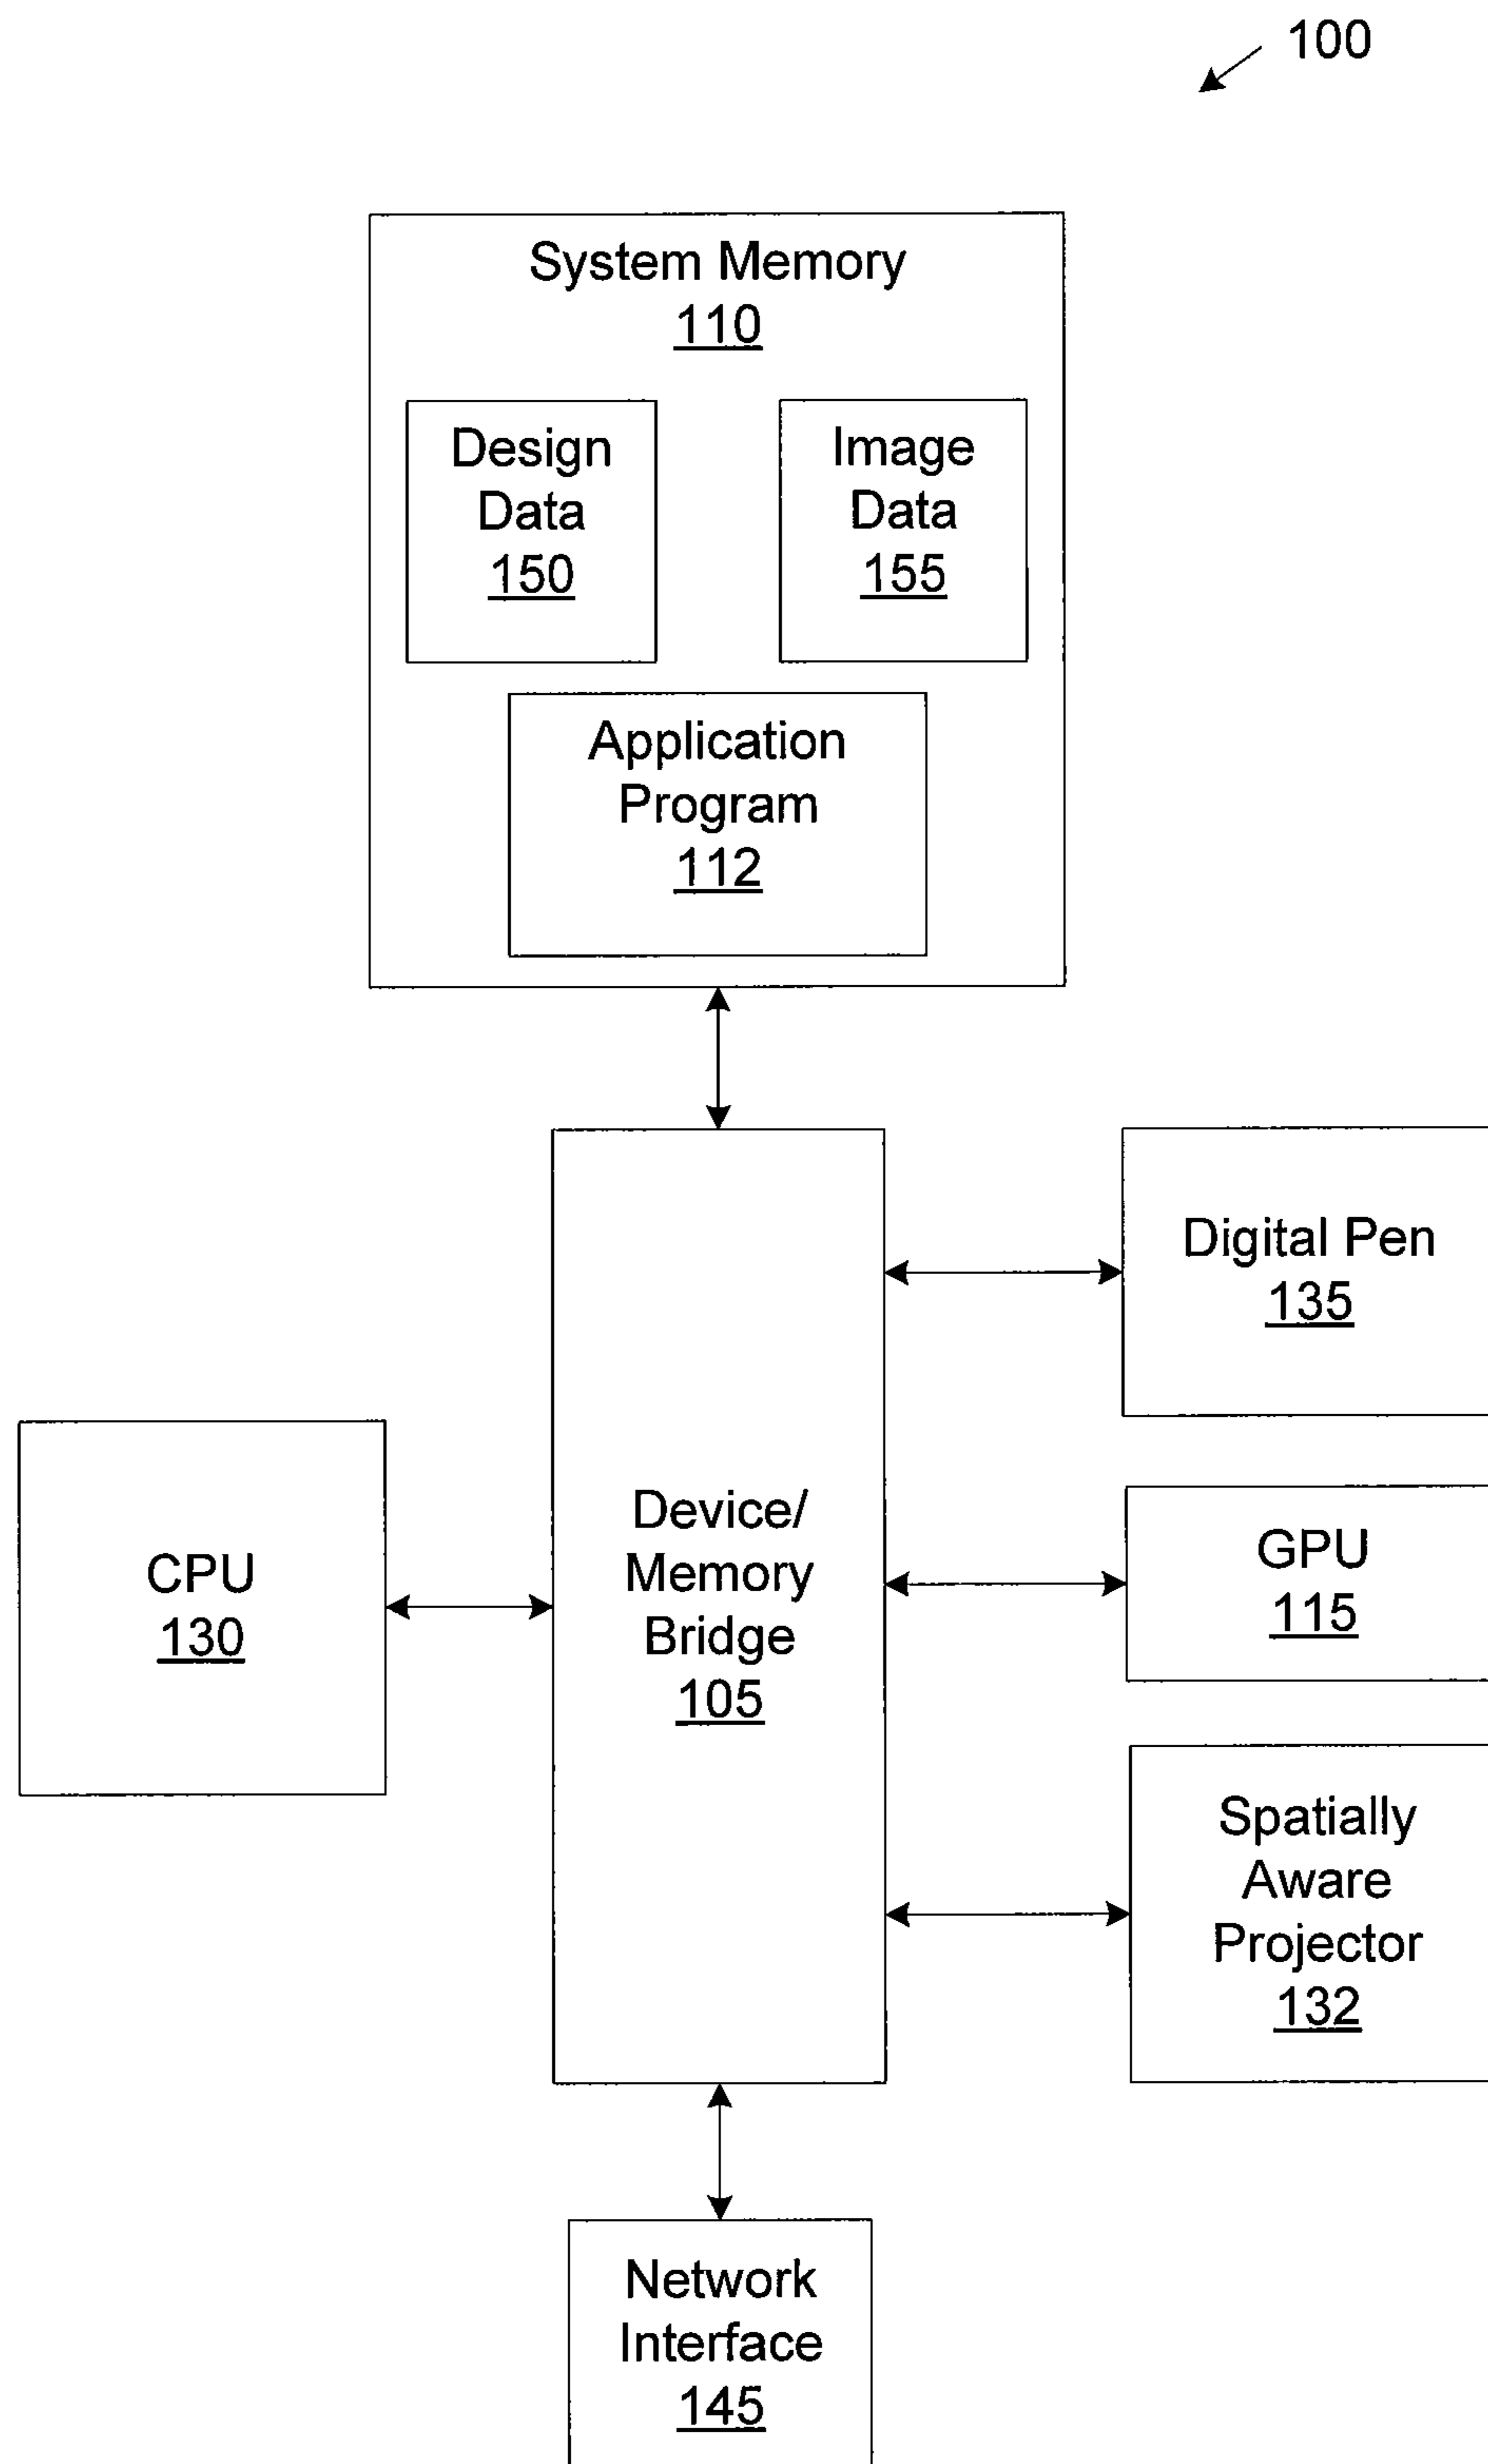 100
System Memory
110
Design
Data
150
Image
Data
155
Application
Program
112
Digital Pen
135
CPU
130
Device/
Memory
Bridge
105
GPU
115
Spatially
Aware
Projector
132
Network
Interface
145